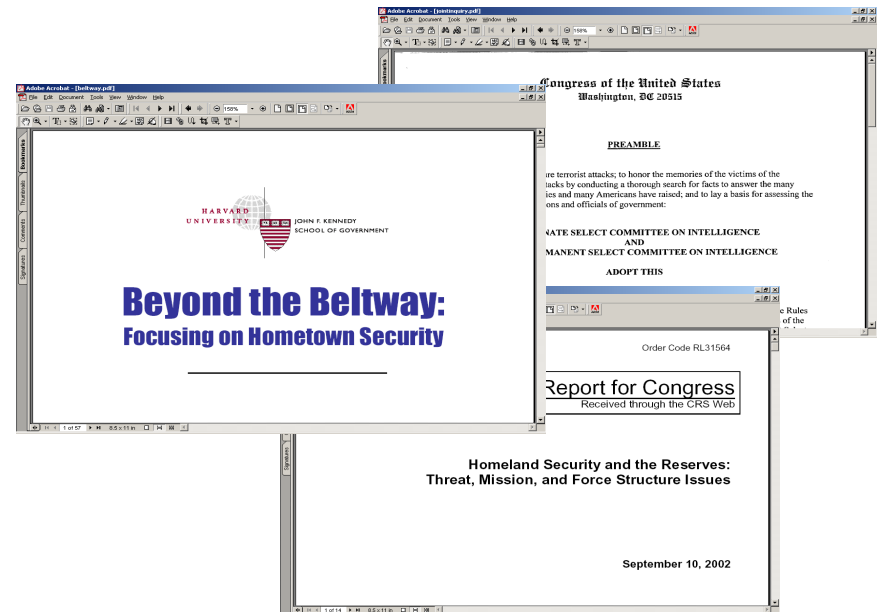 Adobe Acrobat - [jointinquiry.pdf]
File Edit Document Tools View Window Help
158%
Congress of the United States
Washington, DC 20515
PREAMBLE
re terrorist attacks; to honor the memories of the victims of the
tacks by conducting a thorough search for facts to answer the many
ies and many Americans have raised; and to lay a basis for assessing the
ons and officials of government:
NATE SELECT COMMITTEE ON INTELLIGENCE
AND
MANENT SELECT COMMITTEE ON INTELLIGENCE
ADOPT THIS
e Rules
of the
Adobe Acrobat - [beltway.pdf]
File Edit Document Tools View Window Help
158%
Bookmarks
Thumbnails
Comments
Signatures
HARVARD
UNIVERSITY
JOHN F. KENNEDY
SCHOOL OF GOVERNMENT
Beyond the Beltway:
Focusing on Hometown Security
1 of 57
8.5 x 11 in
Order Code RL31564
Report for Congress
Received through the CRS Web
Signatures
Homeland Security and the Reserves:
Threat, Mission, and Force Structure Issues
September 10, 2002
1 of 14
8.5 x 11 in